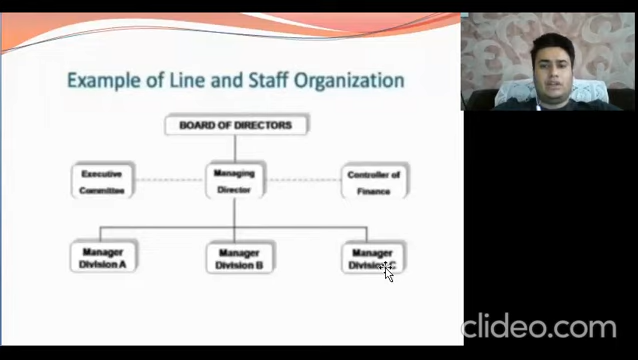 Example of Line and Staff Organization
BOARD OF DIRECTORS
Executive
Committee
Managing
Director
Controller of
Finance
Manager
Division A
Manager
Division B
Manager
Division C
clideo.com